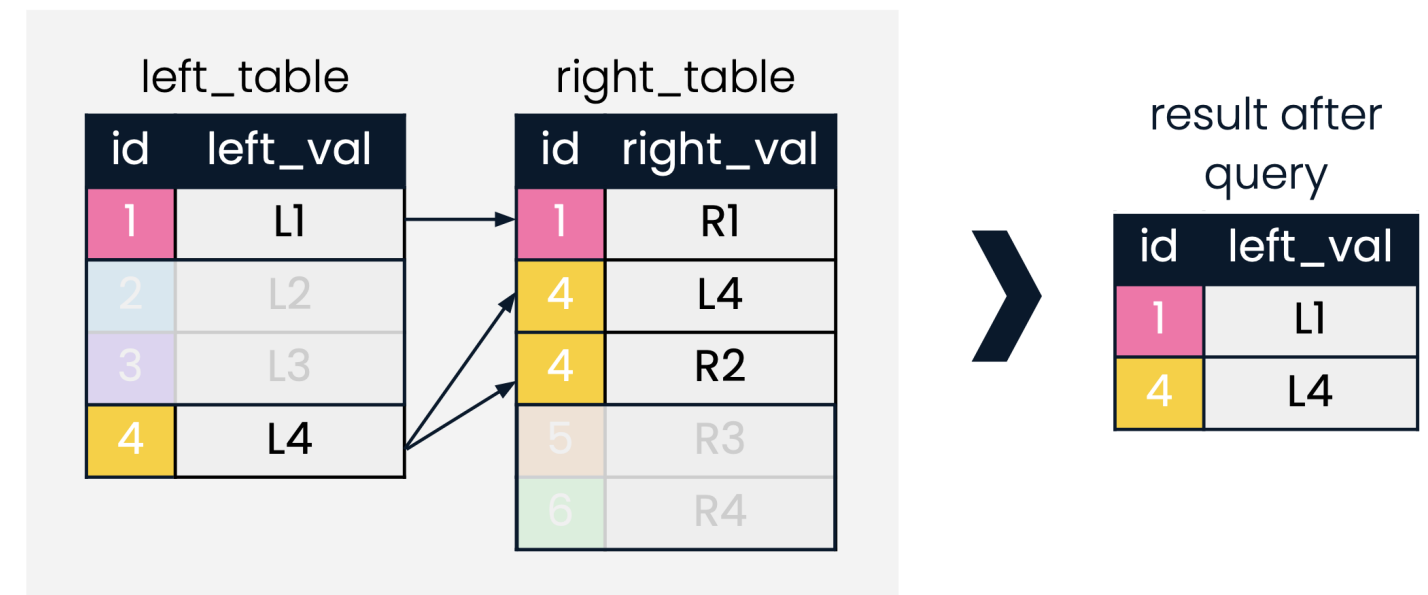 left_table right_table
id left_val id right_val
1 L1 1 R1
2 L2 4 L4
3 L3 4 R2
4 L4 5 R3
6 R4
result after
query
id left_val
1 L1
4 L4